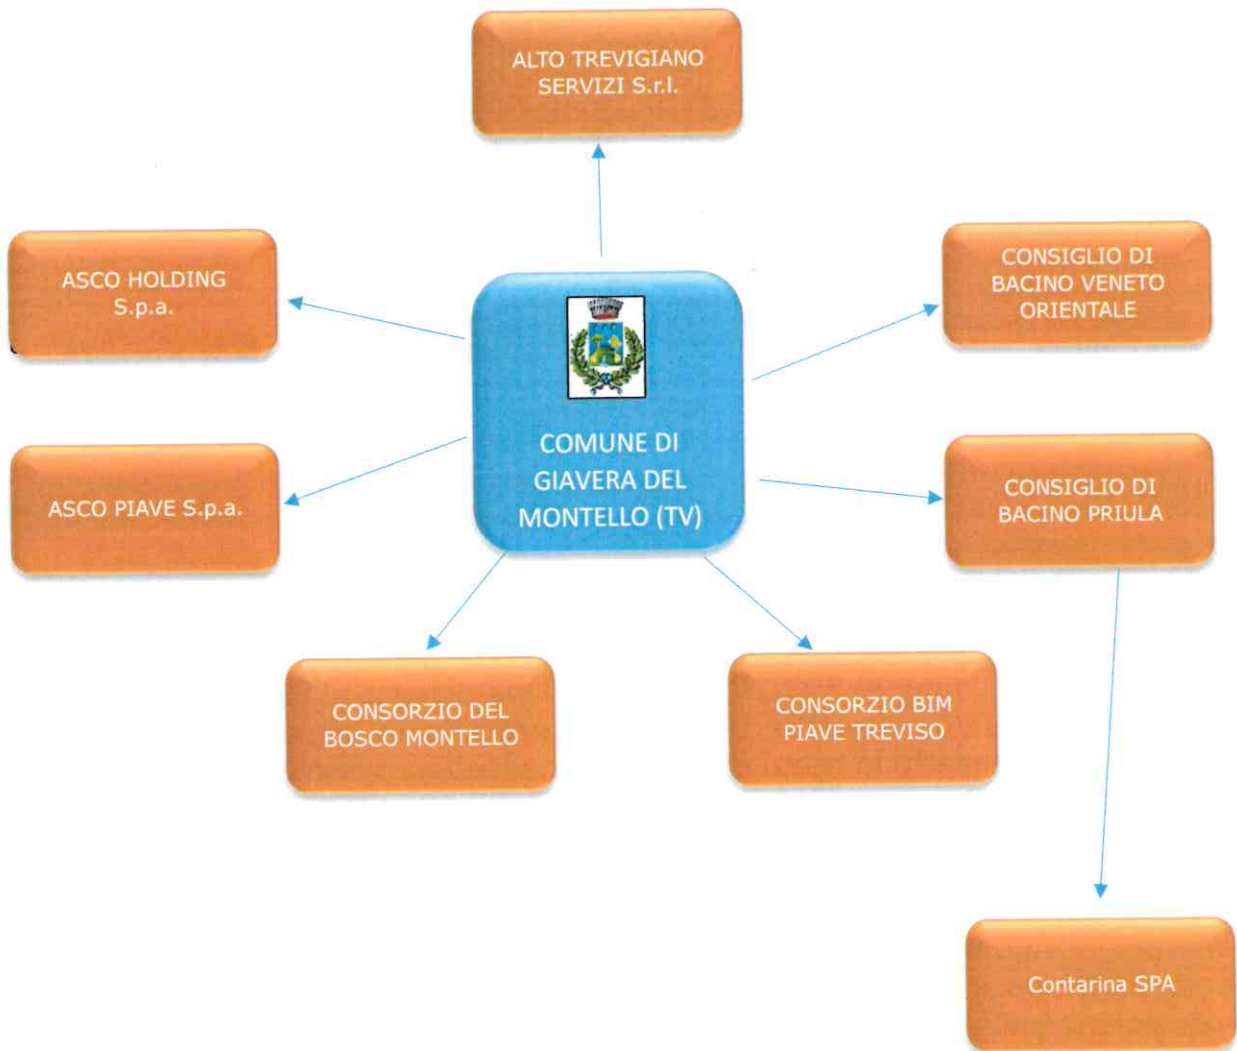 ALTO TREVIGIANO
SERVIZI S.r.l.
ASCO HOLDING
S.p.a.
CONSIGLIO DI
BACINO VENETO
ORIENTALE
COMUNE DI
GIAVERA DEL
MONTELLO (TV)
ASCO PIAVE S.p.a.
CONSIGLIO DI
BACINO PRIULA
CONSORZIO DEL
BOSCO MONTELLO
CONSORZIO BIM
PIAVE TREVISO
Contarina SPA